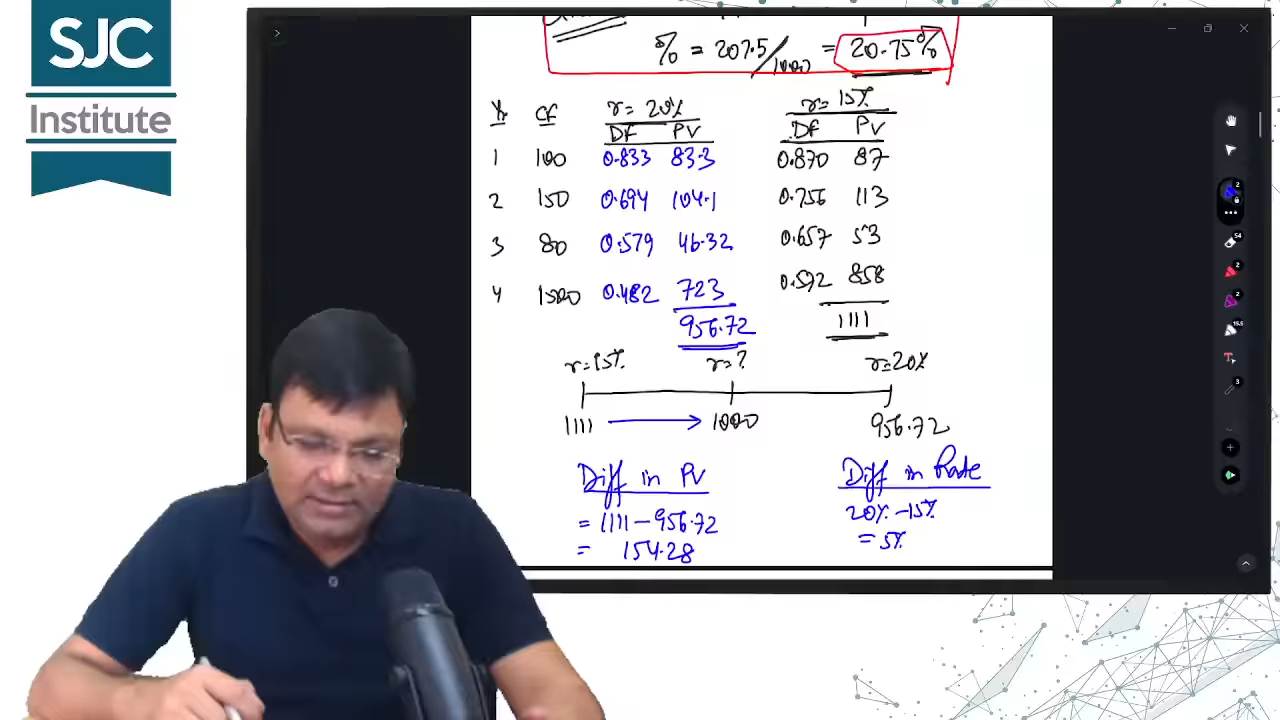 SJC
Institute
% = 207.5/1000 = 20.75%
Yr CF r = 20% r = 15%
DF PV DF PV
1 100 0.833 83.3 0.870 87
2 150 0.694 104.1 0.756 113
3 80 0.579 46.32 0.657 53
4 1500 0.482 723 0.592 858
956.72 1111
r = 15% r = ? r = 20%
1111 1000 956.72
Diff in PV Diff in Rate
= 1111 - 956.72 20% - 15%
= 154.28 = 5%